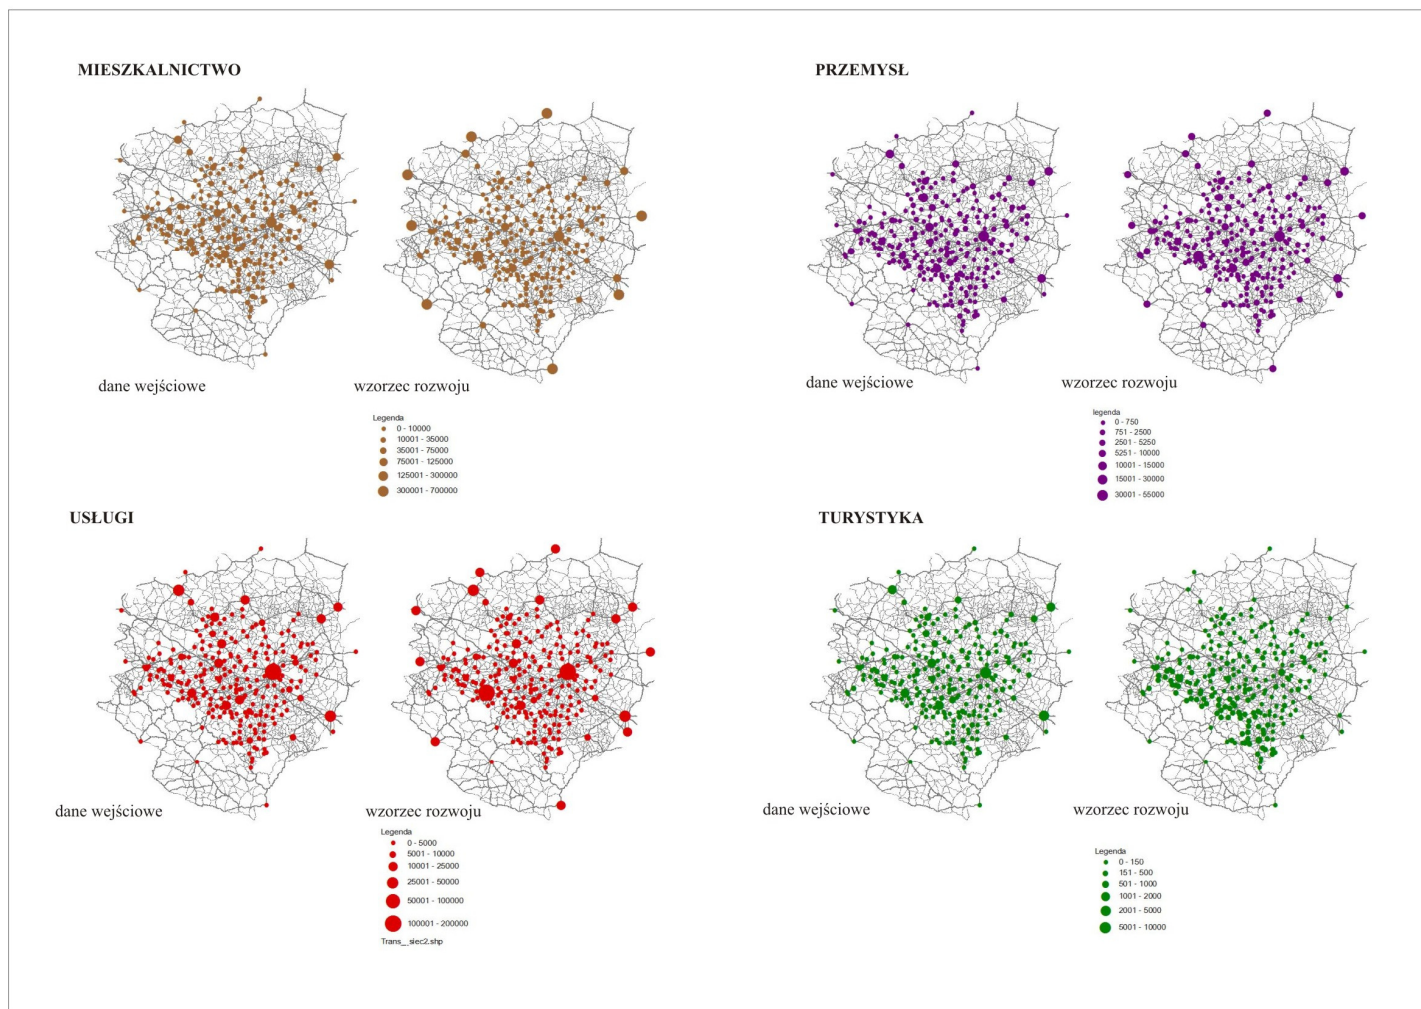 MIESZKALNICTWO
dane wejściowe
wzorzec rozwoju
Legenda
0 - 10000
10001 - 35000
35001 - 75000
75001 - 125000
125001 - 300000
300001 - 700000
PRZEMYSŁ
dane wejściowe
wzorzec rozwoju
legenda
0 - 750
751 - 2500
2501 - 5250
5251 - 10000
10001 - 15000
15001 - 30000
30001 - 55000
USŁUGI
dane wejściowe
wzorzec rozwoju
Legenda
0 - 5000
5001 - 10000
10001 - 25000
25001 - 50000
50001 - 100000
100001 - 200000
Trans_siec2.shp
TURYSTYKA
dane wejściowe
wzorzec rozwoju
Legenda
0 - 150
151 - 500
501 - 1000
1001 - 2000
2001 - 5000
5001 - 10000